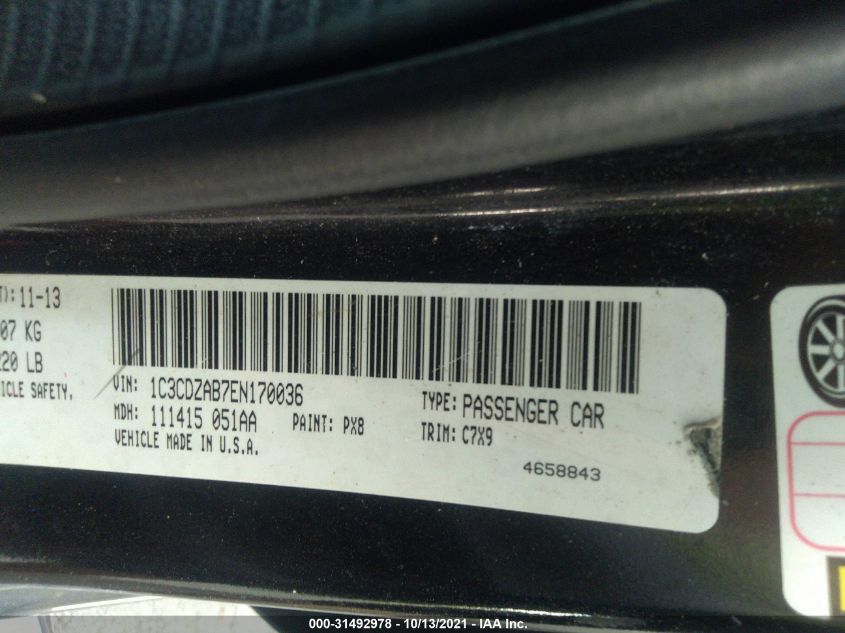 T): 11-13
07 KG
220 LB
ICLE SAFETY.
VIN: 1C3CDZAB7EN170036
TYPE: PASSENGER CAR
MDH: 111415 051AA
PAINT: PX8
TRIM: C7X9
VEHICLE MADE IN U.S.A.
4658843
000-31492978 - 10/13/2021 - IAA Inc.